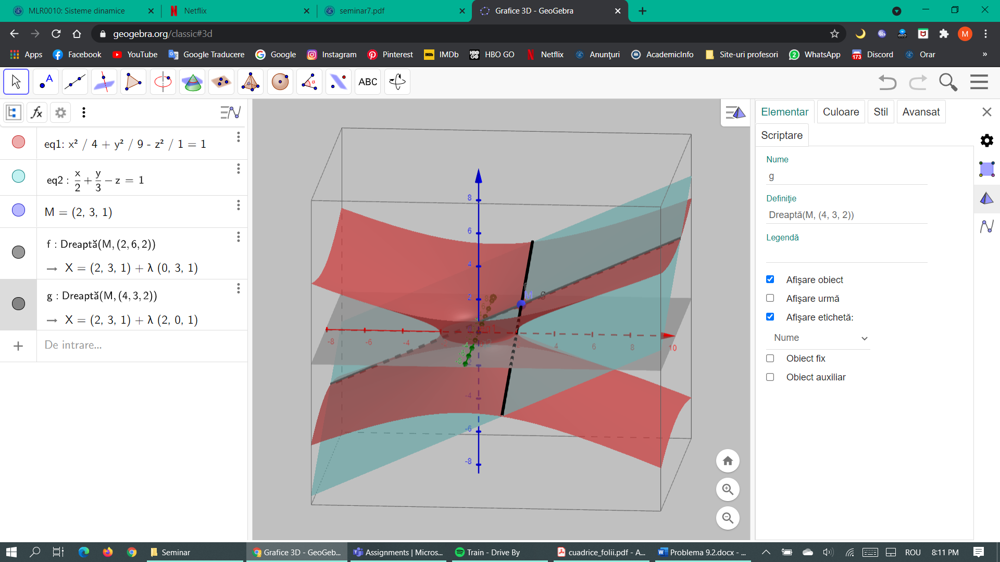 MLR0010: Sisteme dinamice
Netflix
seminar7.pdf
Grafice 3D - GeoGebra
geogebra.org/classic#3d
M
Apps
Facebook
YouTube
Google Traducere
Google
Instagram
Pinterest
IMDb
HBO GO
Netflix
Anunțuri
AcademicInfo
Site-uri profesori
WhatsApp
Discord
Orar
»
A
α
ABC
fx
eq1: x² / 4 + y² / 9 - z² / 1 = 1
eq2 : x/2 + y/3 − z = 1
M = (2, 3, 1)
f : Dreaptă(M, (2, 6, 2))
→ X = (2, 3, 1) + λ (0, 3, 1)
g : Dreaptă(M, (4, 3, 2))
→ X = (2, 3, 1) + λ (2, 0, 1)
De intrare...
8
6
4
2
-4
-6
-8
-8
-6
-4
4
6
8
10
M
Elementar
Culoare
Stil
Avansat
Scriptare
Nume
g
Definiţie
Dreaptă(M, (4, 3, 2))
Legendă
Afişare obiect
Afişare urmă
Afişare etichetă:
Nume
Obiect fix
Obiect auxiliar
Seminar
Grafice 3D - GeoGeb...
Assignments | Micros...
Train - Drive By
cuadrice_folii.pdf - A...
Problema 9.2.docx - ...
ROU
8:11 PM